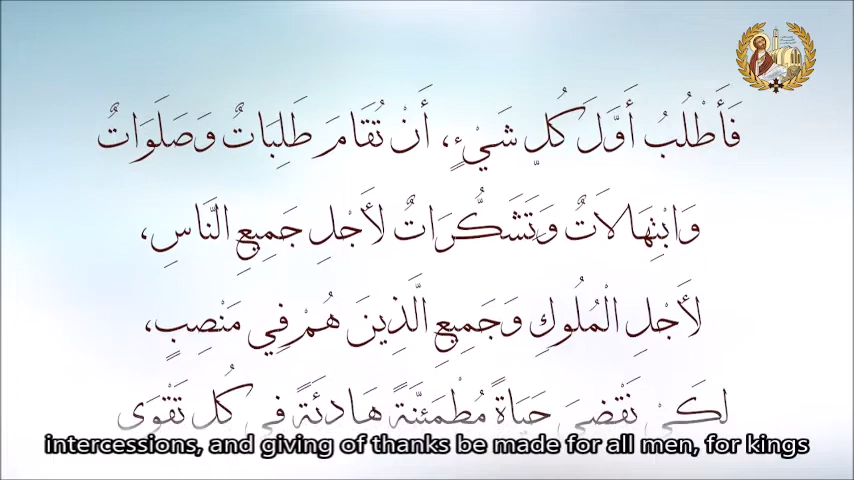 فَأَطْلُبُ أَوَّلَ كُلِّ شَيْءٍ، أَنْ تُقَامَ طَلِبَاتٌ وَصَلَوَاتٌ
وَابْتِهَالَاتٌ وَتَشَكُّرَاتٌ لأَجْلِ جَمِيعِ النَّاسِ،
لأَجْلِ الْمُلُوكِ وَجَمِيعِ الَّذِينَ هُمْ فِي مَنْصِبٍ،
لِكَيْ نَقْضِيَ حَيَاةً مُطْمَئِنَّةً هَادِئَةً فِي كُلِّ تَقْوَى
intercessions, and giving of thanks be made for all men, for kings